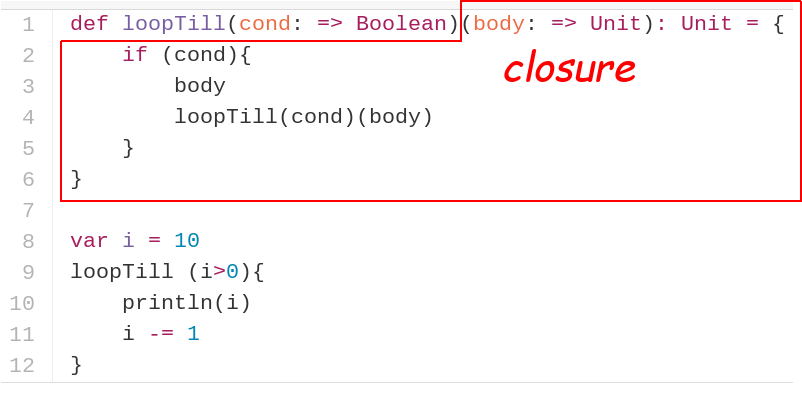 1 def loopTill(cond: => Boolean)(body: => Unit): Unit = {
2     if (cond){
closure
3         body
4         loopTill(cond)(body)
5     }
6 }
7
8 var i = 10
9 loopTill (i>0){
10     println(i)
11     i -= 1
12 }